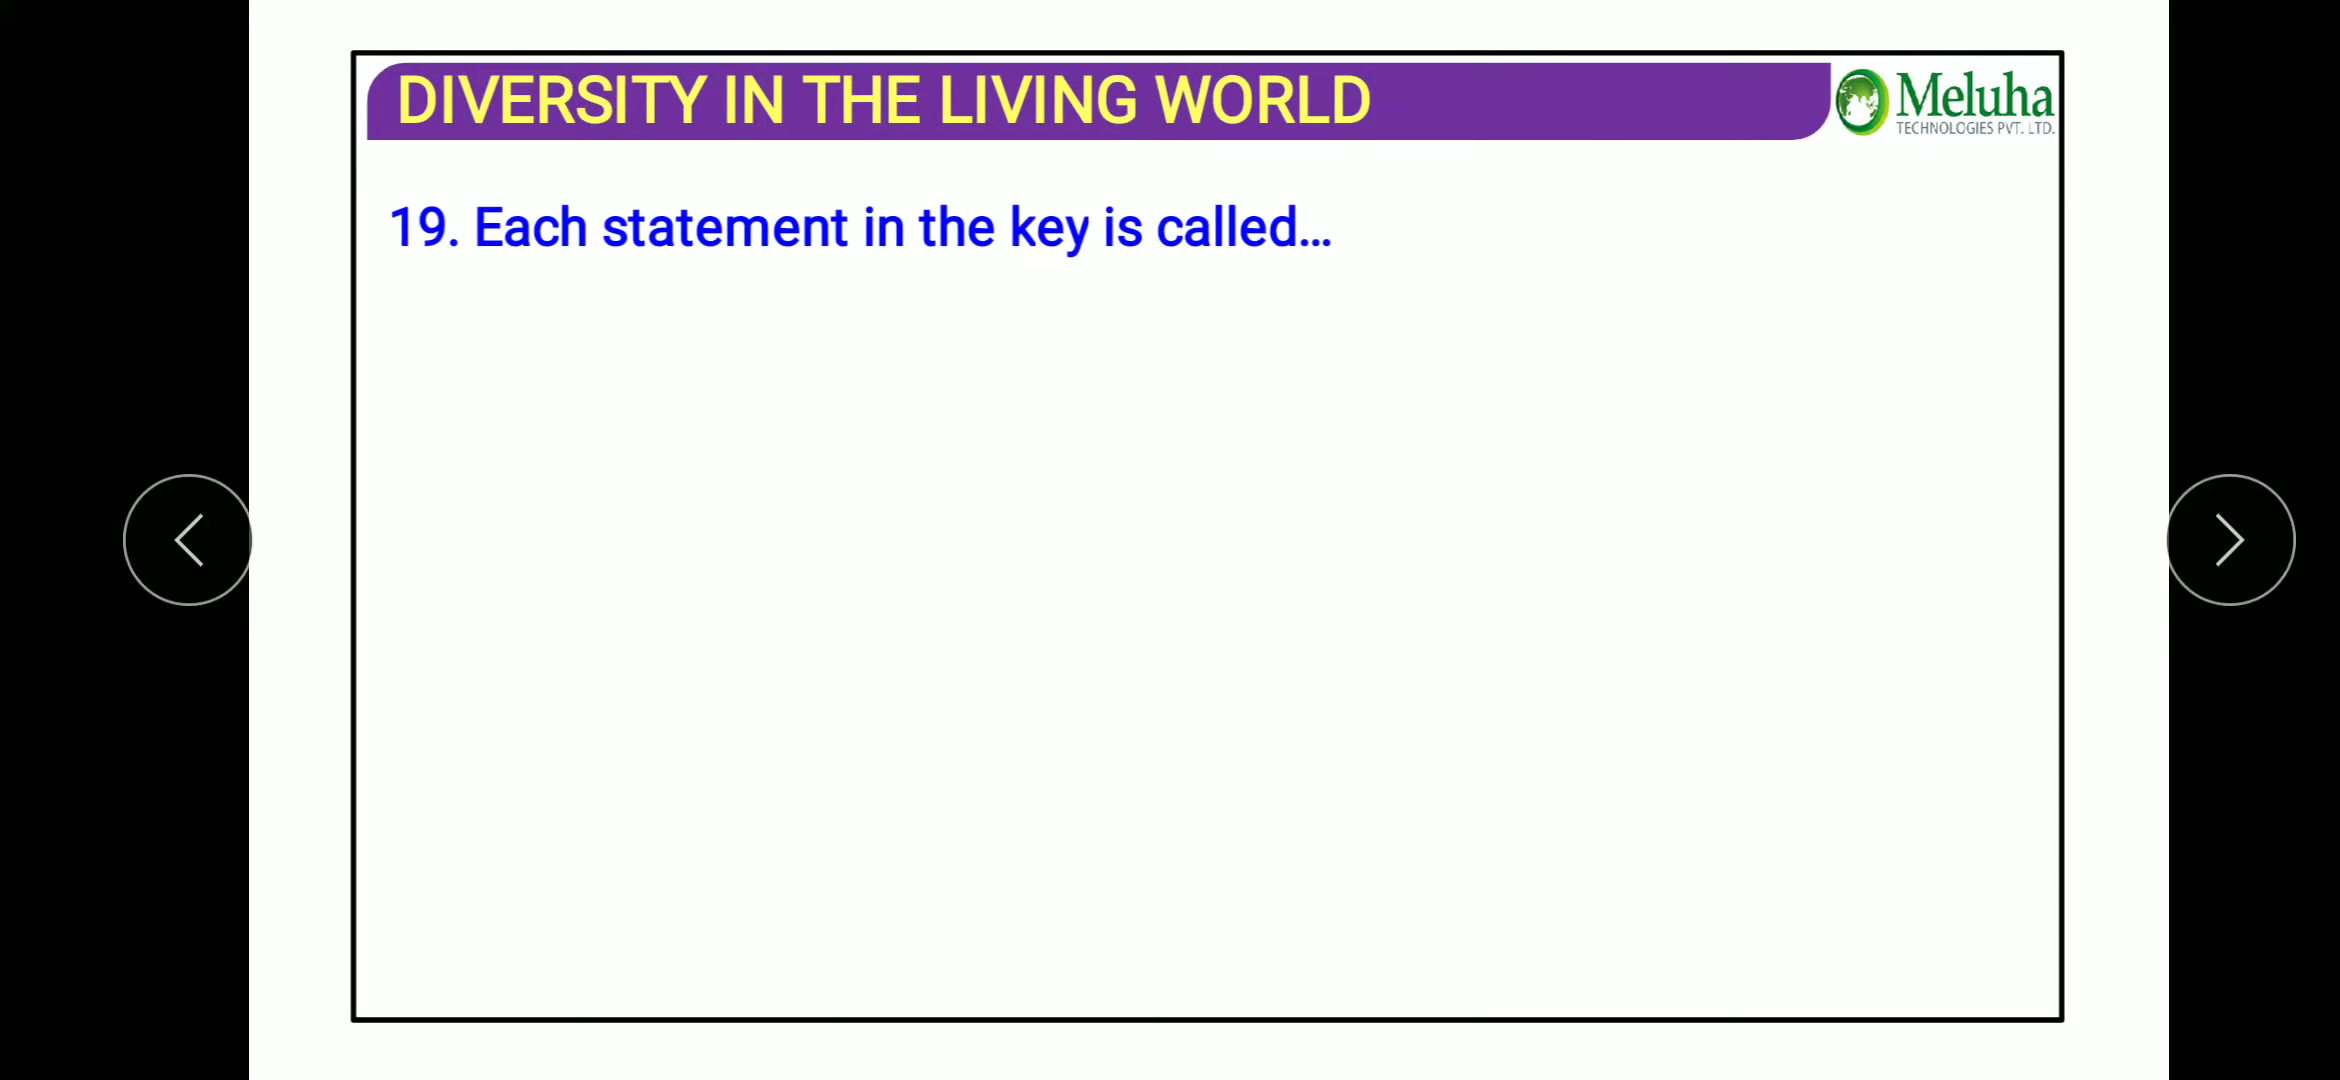 DIVERSITY IN THE LIVING WORLD
Meluha
TECHNOLOGIES PVT. LTD.
19. Each statement in the key is called...